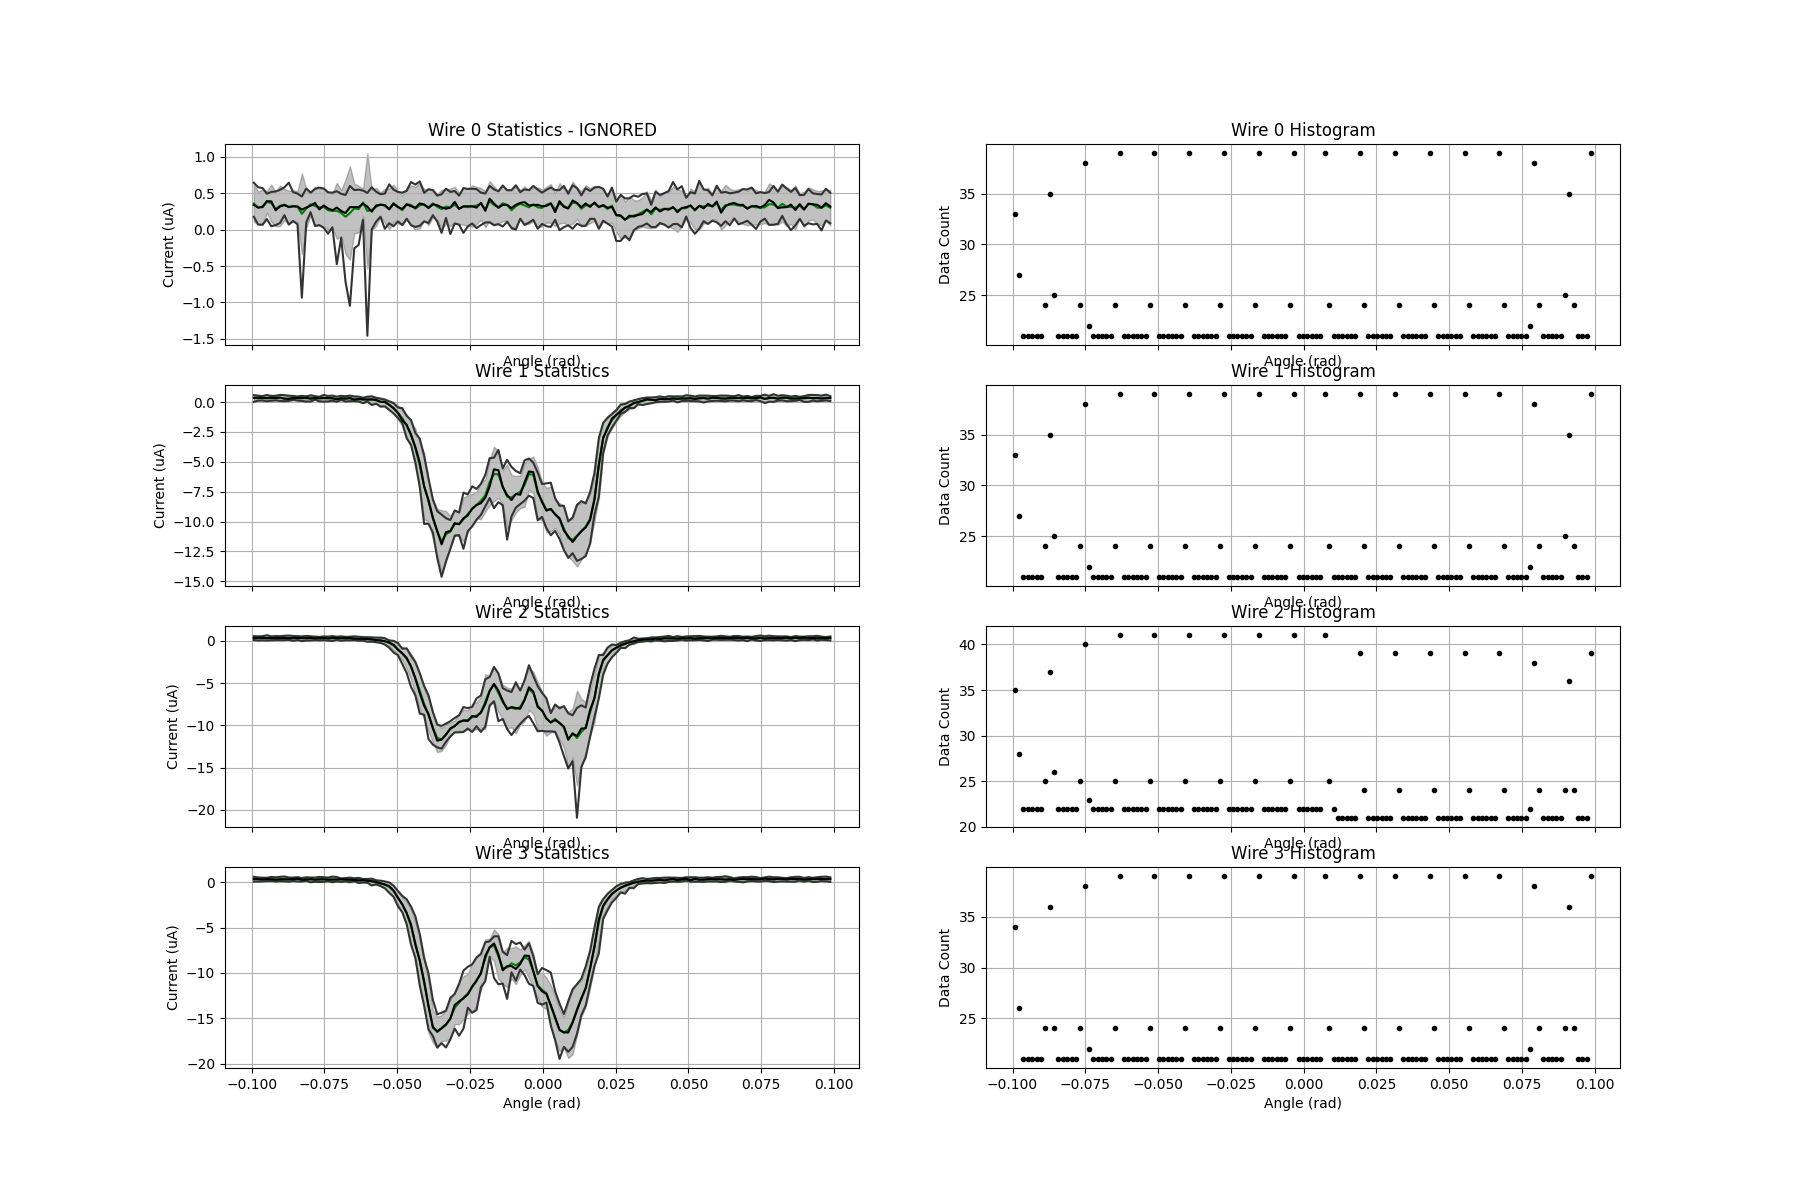 Wire 0 Statistics - IGNORED
Current (uA)
1.0
0.5
0.0
−0.5
−1.0
−1.5
Angle (rad)
Wire 0 Histogram
Data Count
35
30
25
Angle (rad)
Wire 1 Statistics
Current (uA)
0.0
−2.5
−5.0
−7.5
−10.0
−12.5
−15.0
Angle (rad)
Wire 1 Histogram
Data Count
35
30
25
Angle (rad)
Wire 2 Statistics
Current (uA)
0
−5
−10
−15
−20
Angle (rad)
Wire 2 Histogram
Data Count
40
35
30
25
20
Angle (rad)
Wire 3 Statistics
Current (uA)
0
−5
−10
−15
−20
−0.100 −0.075 −0.050 −0.025 0.000 0.025 0.050 0.075 0.100
Angle (rad)
Wire 3 Histogram
Data Count
35
30
25
−0.100 −0.075 −0.050 −0.025 0.000 0.025 0.050 0.075 0.100
Angle (rad)